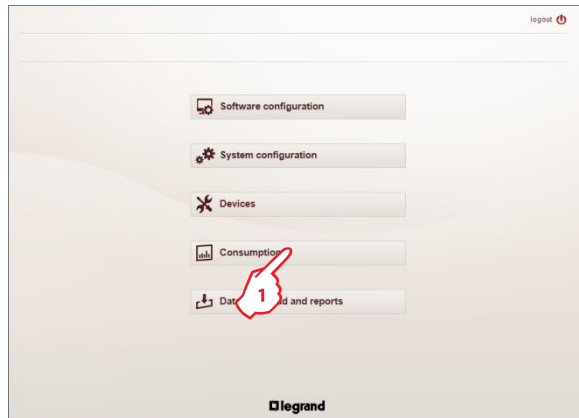 logout
Software configuration
System configuration
Devices
Consumption
1
Dat d and reports
legrand